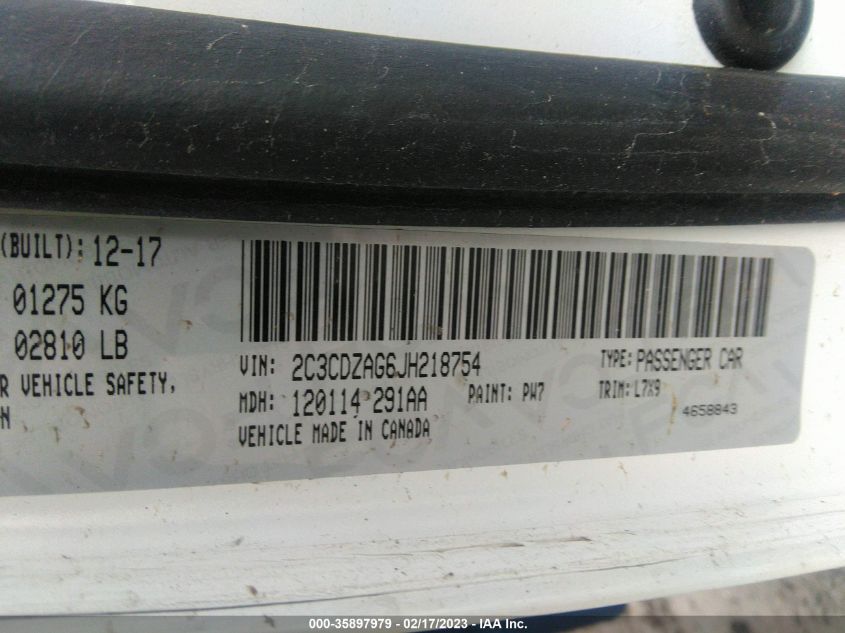 (BUILT): 12-17
01275 KG
02810 LB
R VEHICLE SAFETY,
N
VIN: 2C3CDZAG6JH218754
TYPE: PASSENGER CAR
MDH: 120114 291AA
PAINT: PW7
TRIM: L7X9
VEHICLE MADE IN CANADA
4658843
000-35897979 - 02/17/2023 - IAA Inc.